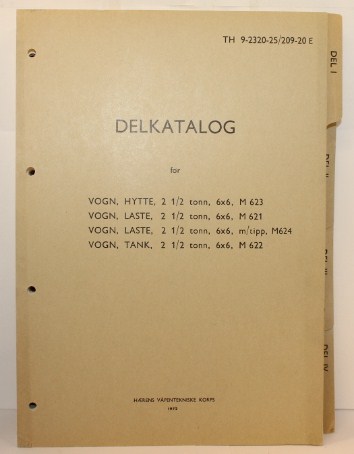 TH 9-2320-25/209-20 E
DEL I
DELKATALOG
for
VOGN, HYTTE, 2 1/2 tonn, 6x6, M 623
VOGN, LASTE, 2 1/2 tonn, 6x6, M 621
VOGN, LASTE, 2 1/2 tonn, 6x6, m/tipp, M624
VOGN, TANK, 2 1/2 tonn, 6x6, M 622
DEL IV
HÆRENS VÅPENTEKNISKE KORPS